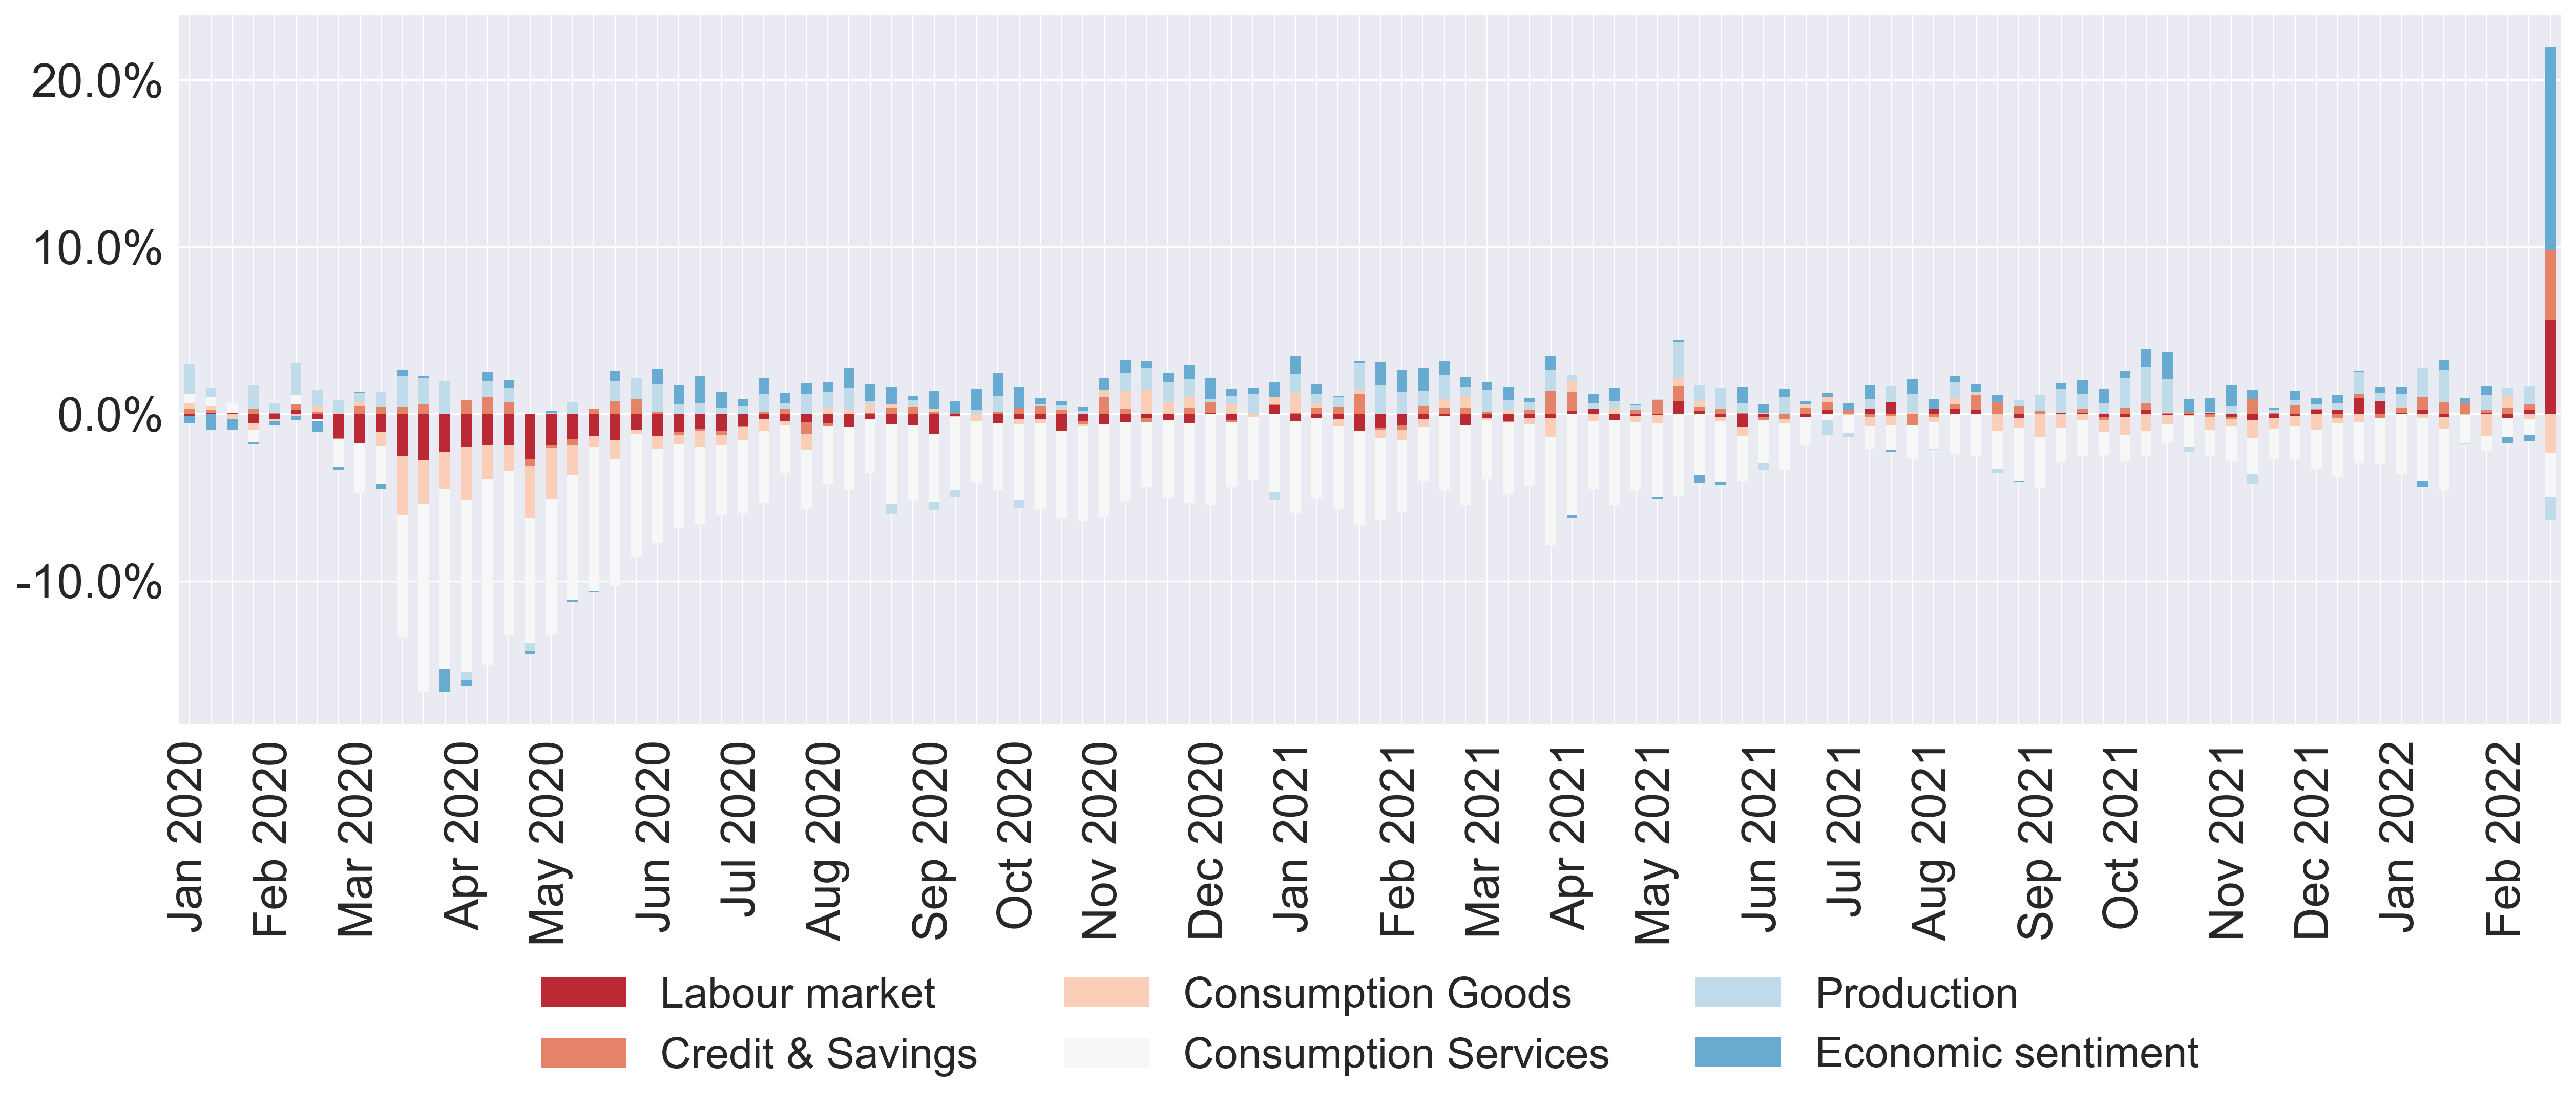 20.0%
10.0%
0.0%
-10.0%
Jan 2020
Feb 2020
Mar 2020
Apr 2020
May 2020
Jun 2020
Jul 2020
Aug 2020
Sep 2020
Oct 2020
Nov 2020
Dec 2020
Jan 2021
Feb 2021
Mar 2021
Apr 2021
May 2021
Jun 2021
Jul 2021
Aug 2021
Sep 2021
Oct 2021
Nov 2021
Dec 2021
Jan 2022
Feb 2022
Labour market
Consumption Goods
Production
Credit & Savings
Consumption Services
Economic sentiment